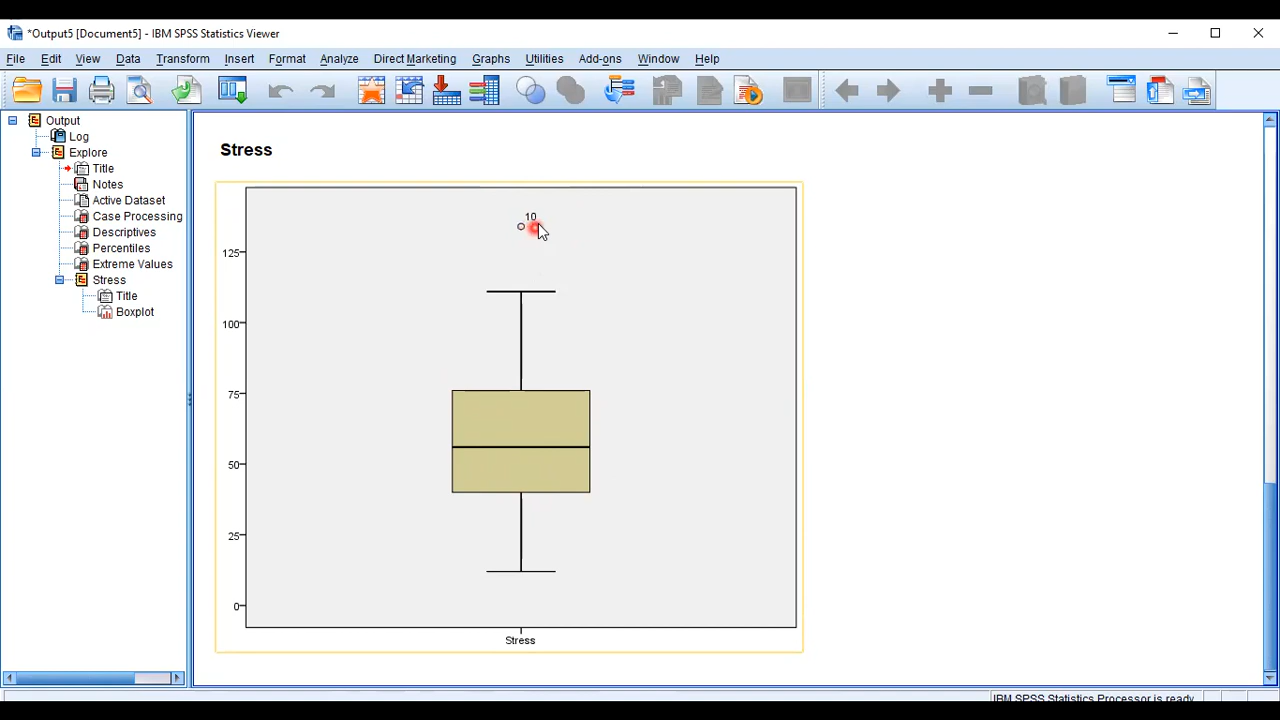 *Output5 [Document5] - IBM SPSS Statistics Viewer
File Edit View Data Transform Insert Format Analyze Direct Marketing Graphs Utilities Add-ons Window Help
Output
Log
Explore
Title
Notes
Active Dataset
Case Processing
Descriptives
Percentiles
Extreme Values
Stress
Title
Boxplot
Stress
10
125
100
75
50
25
0
Stress
IBM SPSS Statistics Processor is ready